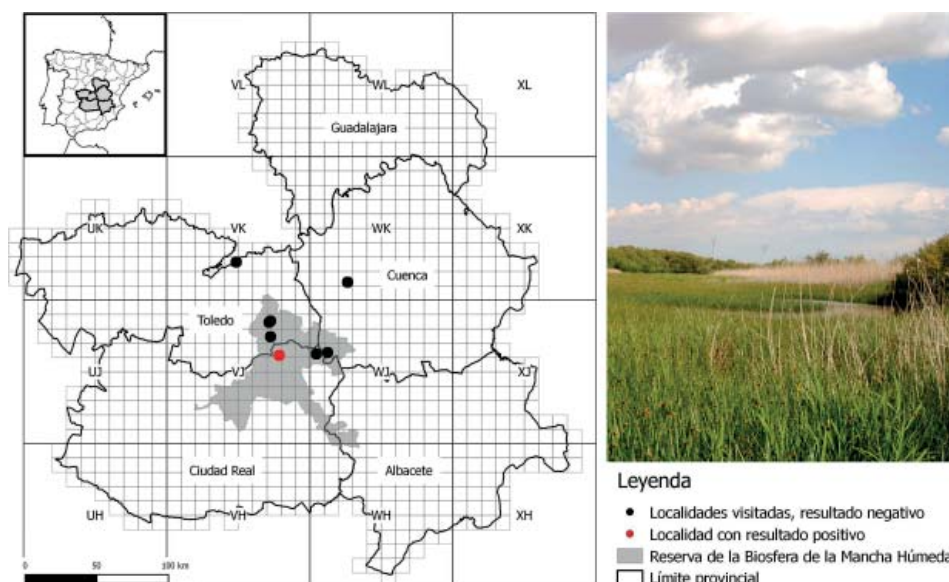 VL
WL
XL
Guadalajara
UK
VK
WK
XK
Cuenca
Toledo
UJ
VJ
WJ
XJ
Ciudad Real
Albacete
UH
VH
WH
XH
0 50 100 km
Leyenda
Localidades visitadas, resultado negativo
Localidad con resultado positivo
Reserva de la Biosfera de la Mancha Húmeda
Límite provincial